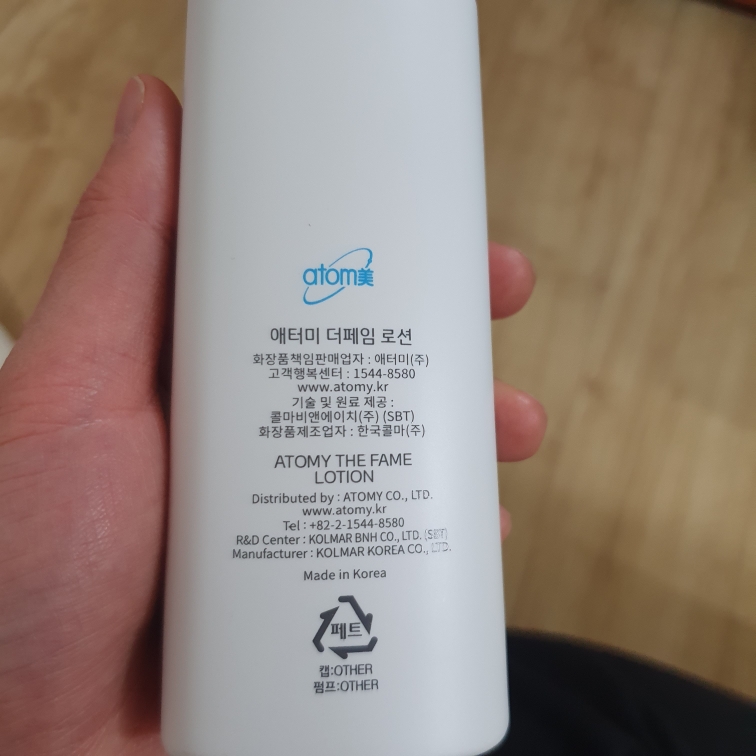 atom美
애터미 더페임 로션
화장품책임판매업자 : 애터미(주)
고객행복센터 : 1544-8580
www.atomy.kr
기술 및 원료 제공 :
콜마비앤에이치(주) (SBT)
화장품제조업자 : 한국콜마(주)
ATOMY THE FAME
LOTION
Distributed by : ATOMY CO., LTD.
www.atomy.kr
Tel : +82-2-1544-8580
R&D Center : KOLMAR BNH CO., LTD. (SBT)
Manufacturer : KOLMAR KOREA CO., LTD.
Made in Korea
페트
캡:OTHER
펌프:OTHER